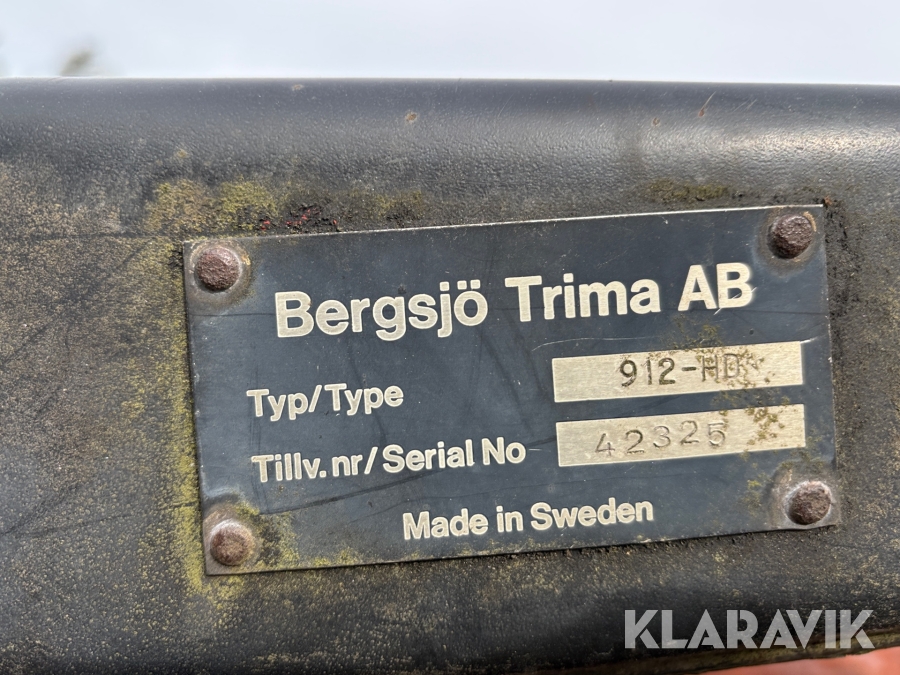 Bergsjö Trima AB
Typ/Type 912-HD
Tillv. nr/Serial No 42325
Made in Sweden
KLARAVIK